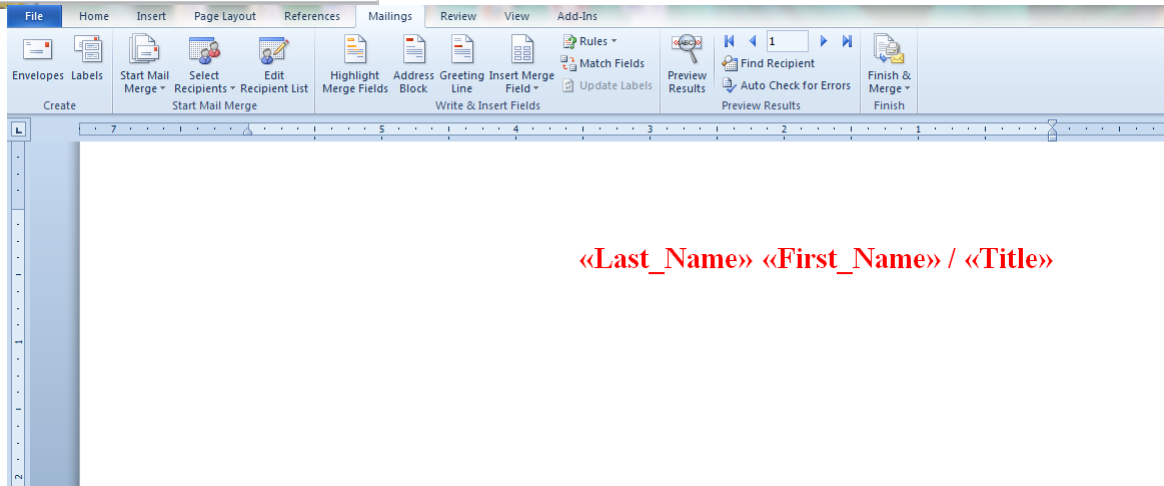 File Home Insert Page Layout References Mailings Review View Add-Ins
Envelopes Labels
Create
Start Mail Merge Select Recipients Edit Recipient List
Start Mail Merge
Highlight Merge Fields Address Block Greeting Line Insert Merge Field
Rules
Match Fields
Update Labels
Write & Insert Fields
«ABC»
Preview Results
1
Find Recipient
Auto Check for Errors
Preview Results
Finish & Merge
Finish
L
7 5 4 3 2 1
«Last_Name» «First_Name» / «Title»
1
2